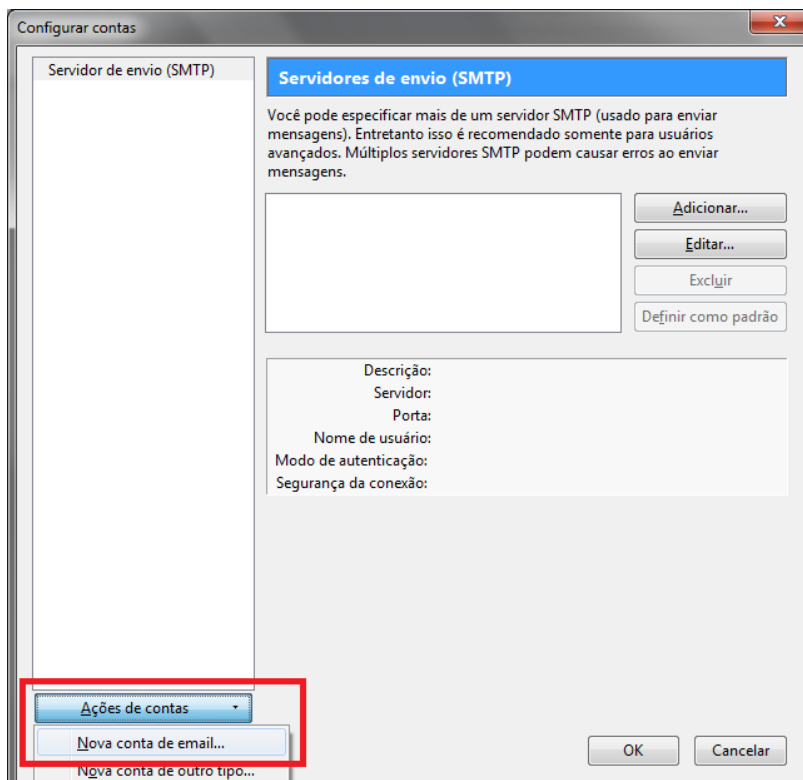 Configurar contas
Servidor de envio (SMTP)
Servidores de envio (SMTP)
Você pode especificar mais de um servidor SMTP (usado para enviar
mensagens). Entretanto isso é recomendado somente para usuários
avançados. Múltiplos servidores SMTP podem causar erros ao enviar
mensagens.
Adicionar...
Editar...
Excluir
Definir como padrão
Descrição:
Servidor:
Porta:
Nome de usuário:
Modo de autenticação:
Segurança da conexão:
Ações de contas
Nova conta de email...
Nova conta de outro tipo...
OK
Cancelar